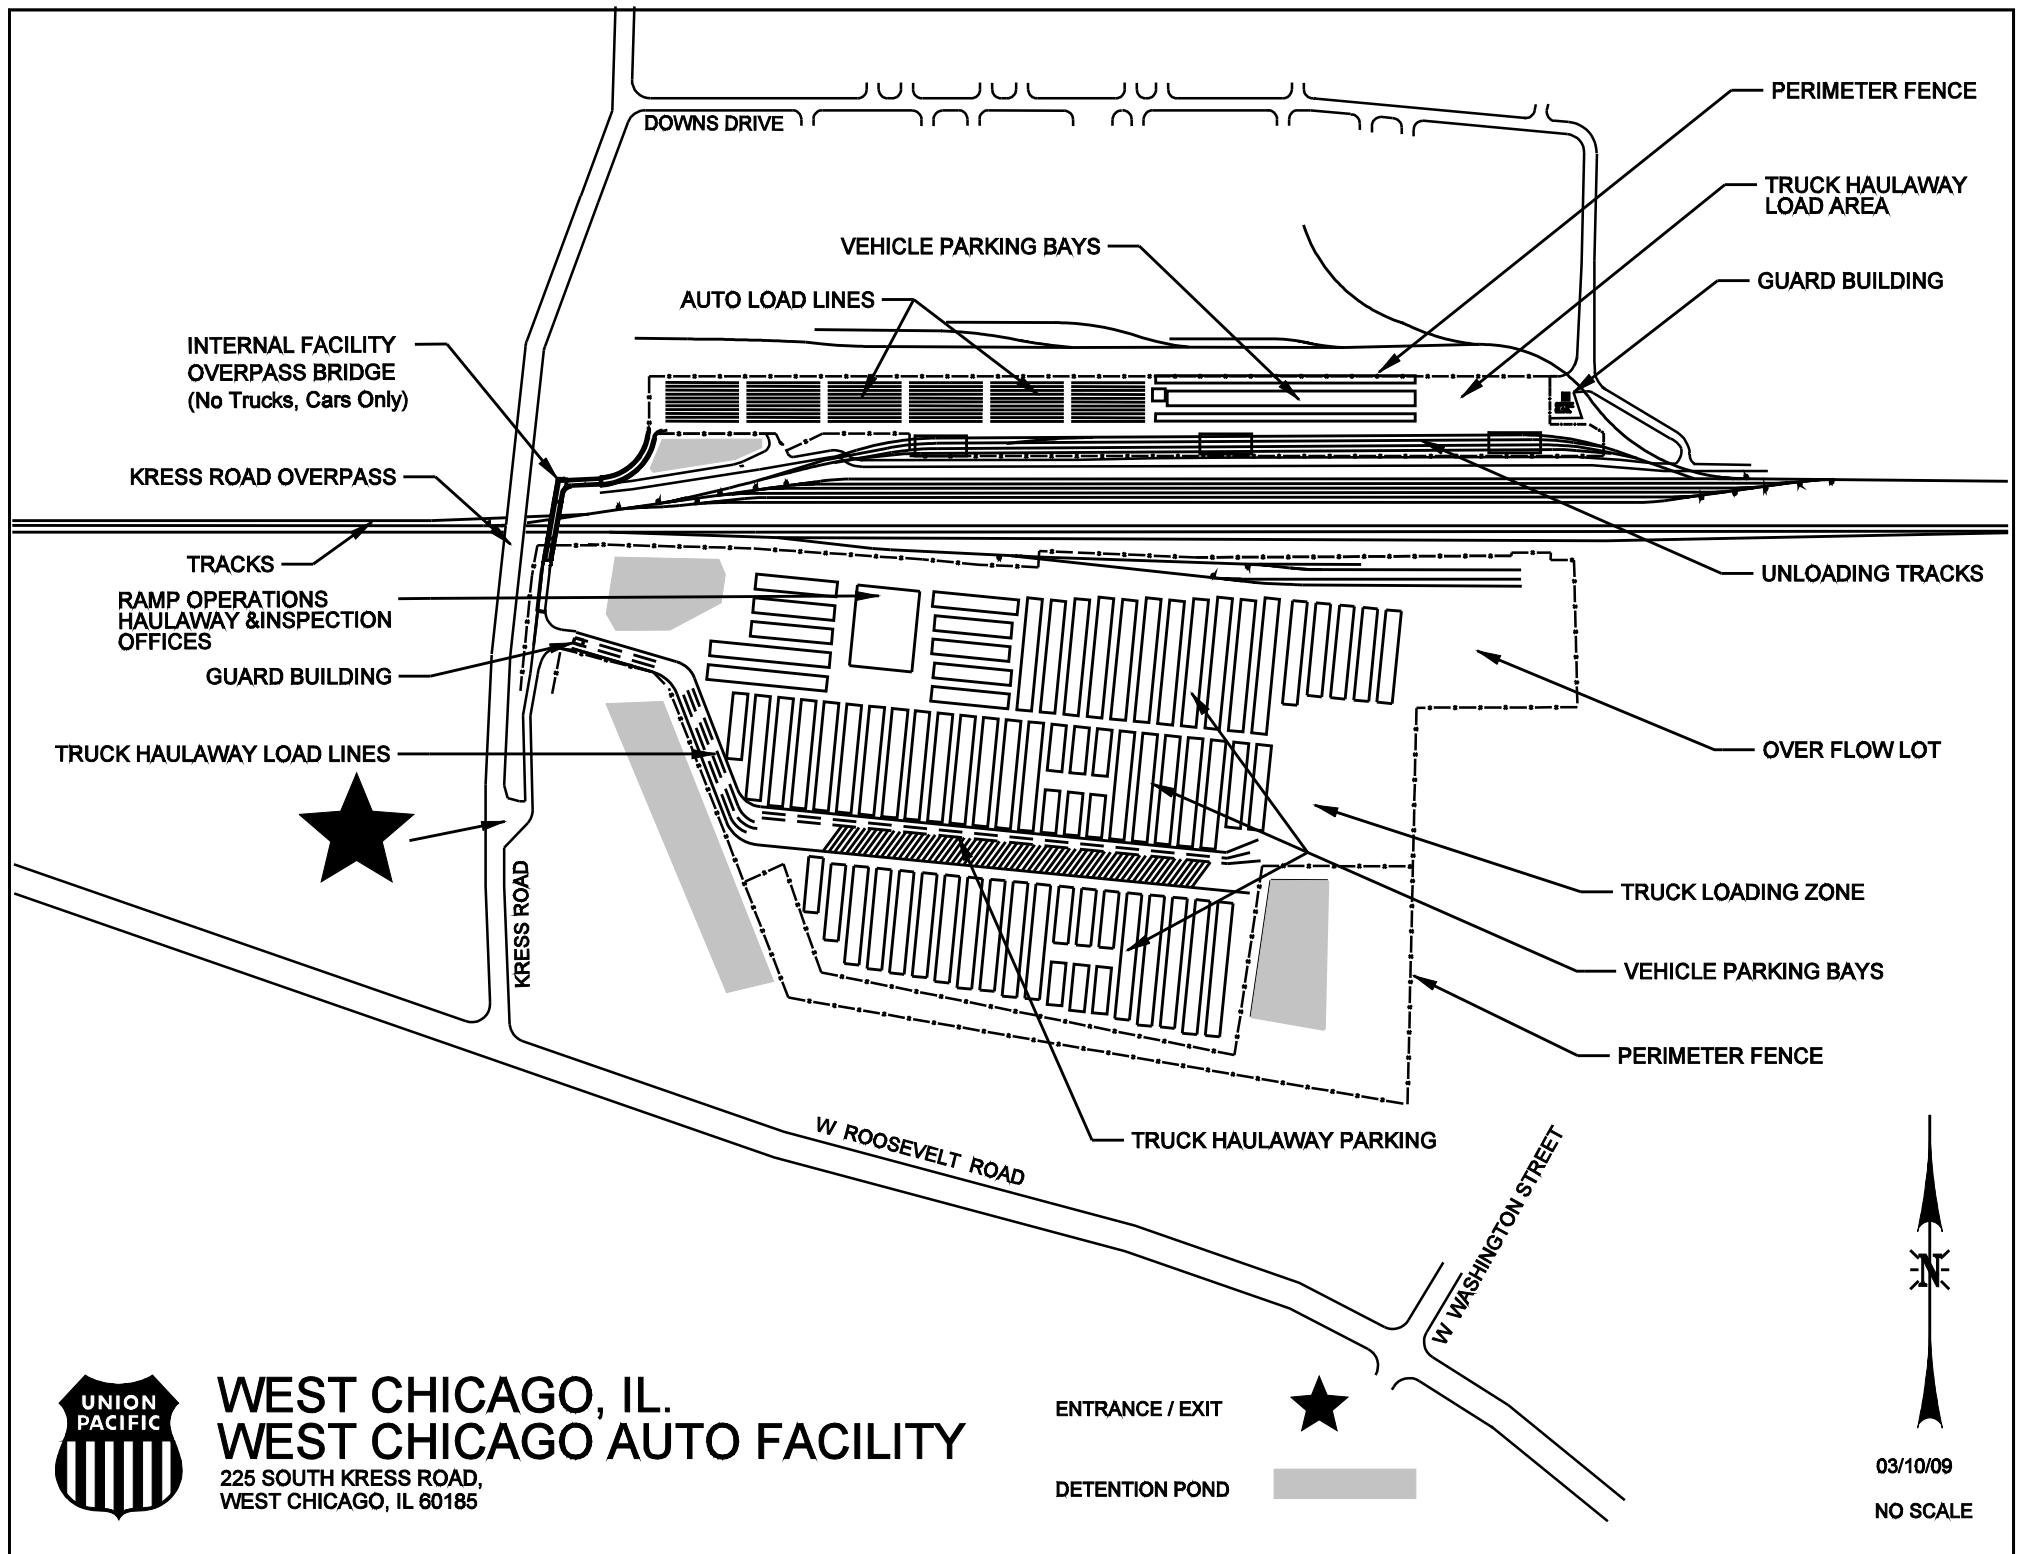 DOWNS DRIVE
PERIMETER FENCE
TRUCK HAULAWAY
LOAD AREA
VEHICLE PARKING BAYS
GUARD BUILDING
AUTO LOAD LINES
INTERNAL FACILITY
OVERPASS BRIDGE
(No Trucks, Cars Only)
KRESS ROAD OVERPASS
TRACKS
UNLOADING TRACKS
RAMP OPERATIONS
HAULAWAY &INSPECTION
OFFICES
GUARD BUILDING
TRUCK HAULAWAY LOAD LINES
OVER FLOW LOT
KRESS ROAD
TRUCK LOADING ZONE
VEHICLE PARKING BAYS
PERIMETER FENCE
TRUCK HAULAWAY PARKING
W ROOSEVELT ROAD
W WASHINGTON STREET
N
UNION
PACIFIC
WEST CHICAGO, IL.
WEST CHICAGO AUTO FACILITY
225 SOUTH KRESS ROAD,
WEST CHICAGO, IL 60185
ENTRANCE / EXIT
DETENTION POND
03/10/09
NO SCALE